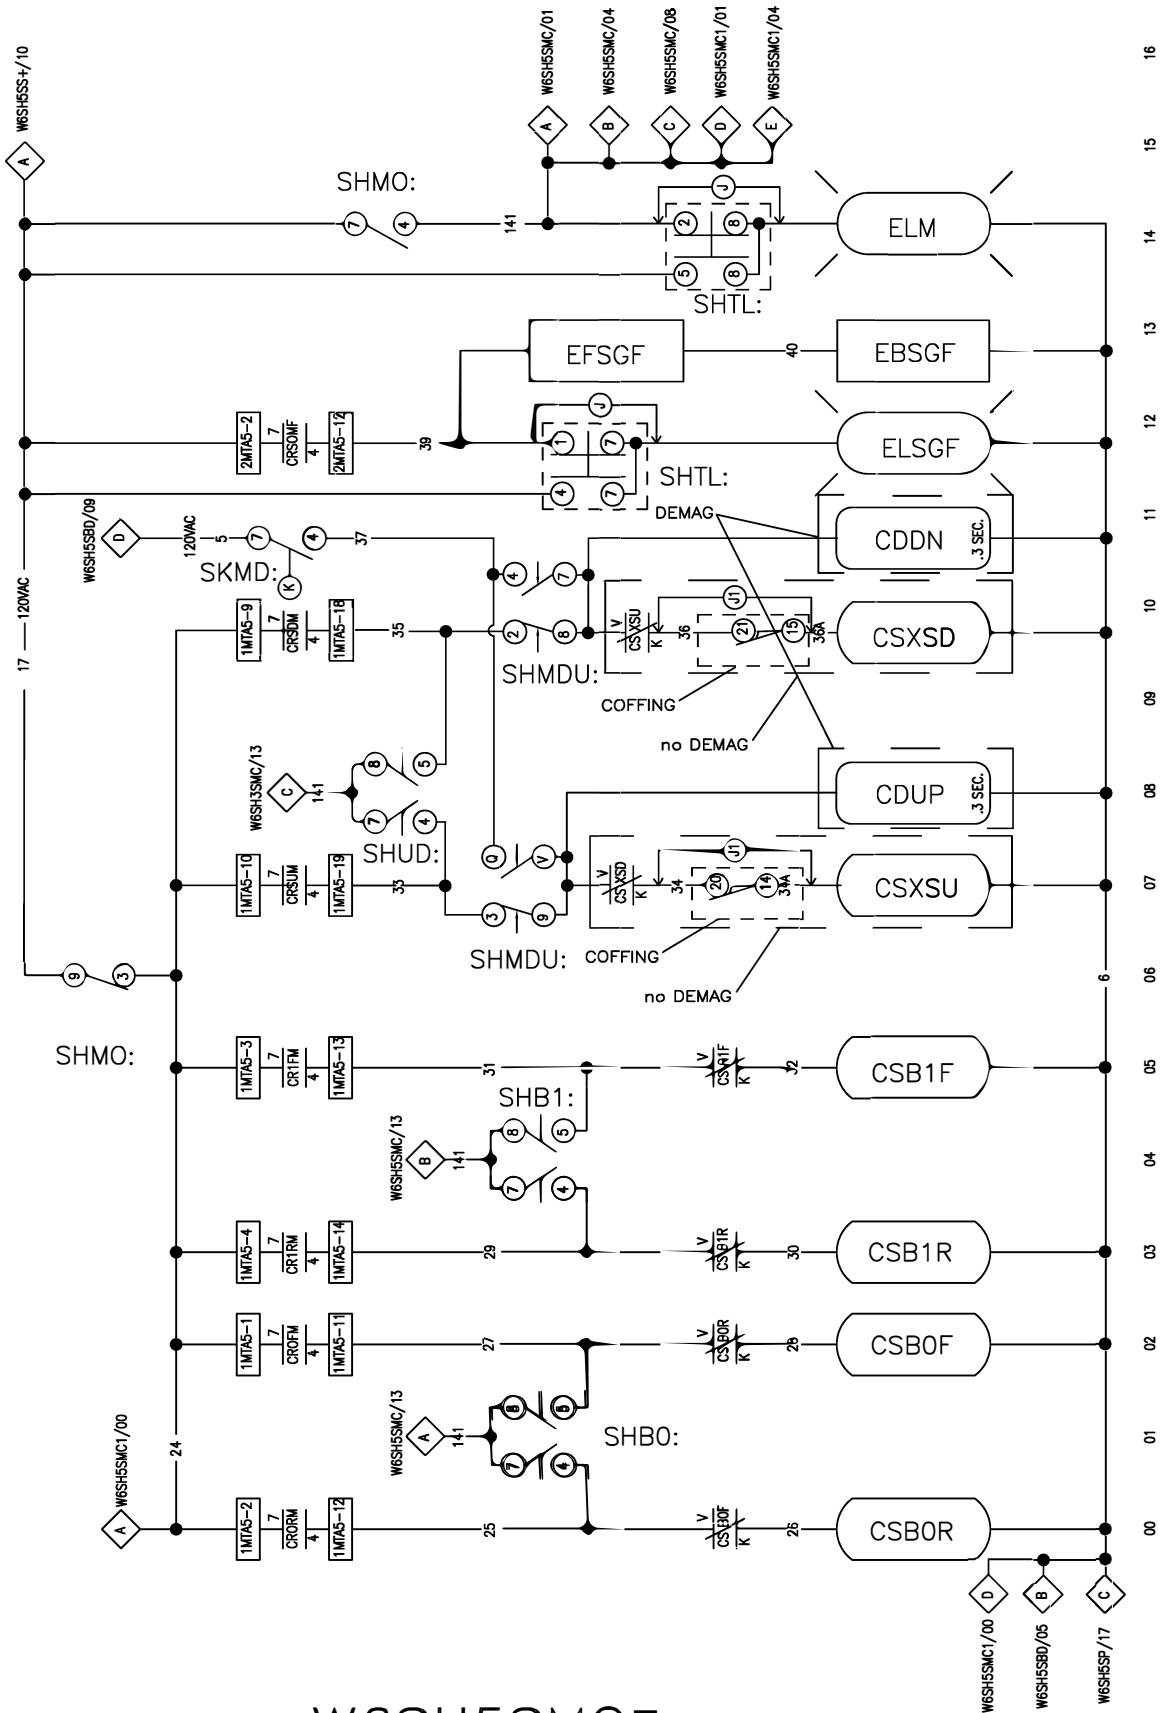 W6SH5SS+/10
W6SH5SMC/01
W6SH5SMC/04
W6SH5SMC/08
W6SH5SMC1/01
W6SH5SMC1/04
16
A
A
B
C
D
E
15
SHMO:
7
4
141
2
8
J
ELM
14
5
8
SHTL:
EFSGF
40
EBSGF
13
2MTA5-2
7
CRSOMF
4
2MTA5-12
39
1
7
J
ELSGF
12
4
7
SHTL:
W6SH5SBD/09
D
120VAC
5
7
4
37
SKMD:
K
DEMAG
CDDN
.3 SEC.
11
4
7
17
120VAC
1MTA5-9
7
CRSDM
4
1MTA5-18
35
2
8
SHMDU:
V
CSXSU
K
36
21
15
J1
36A
CSXSD
10
COFFING
no DEMAG
09
W6SH3SMC/13
C
141
8
5
7
4
SHUD:
CDUP
.3 SEC.
08
Q
V
1MTA5-10
7
CRSUM
4
1MTA5-19
33
3
9
SHMDU:
V
CSXSD
K
34
20
14
J1
34A
CSXSU
07
COFFING
no DEMAG
9
3
6
06
SHMO:
1MTA5-3
7
CR1FM
4
1MTA5-13
31
V
K
32
CSB1F
05
SHB1:
W6SH5SMC/13
B
141
8
5
7
4
04
1MTA5-4
7
CR1RM
4
1MTA5-14
29
V
K
30
CSB1R
03
1MTA5-1
7
CR0FM
4
1MTA5-11
27
V
CSB0R
K
28
CSB0F
02
W6SH5SMC/13
A
141
8
5
7
4
SHB0:
24
01
W6SH5SMC1/00
A
1MTA5-2
7
CR0RM
4
1MTA5-12
25
V
CSB0F
K
26
CSB0R
00
D
B
C
W6SH5SMC1/00
W6SH5SBD/05
W6SH5SP/17